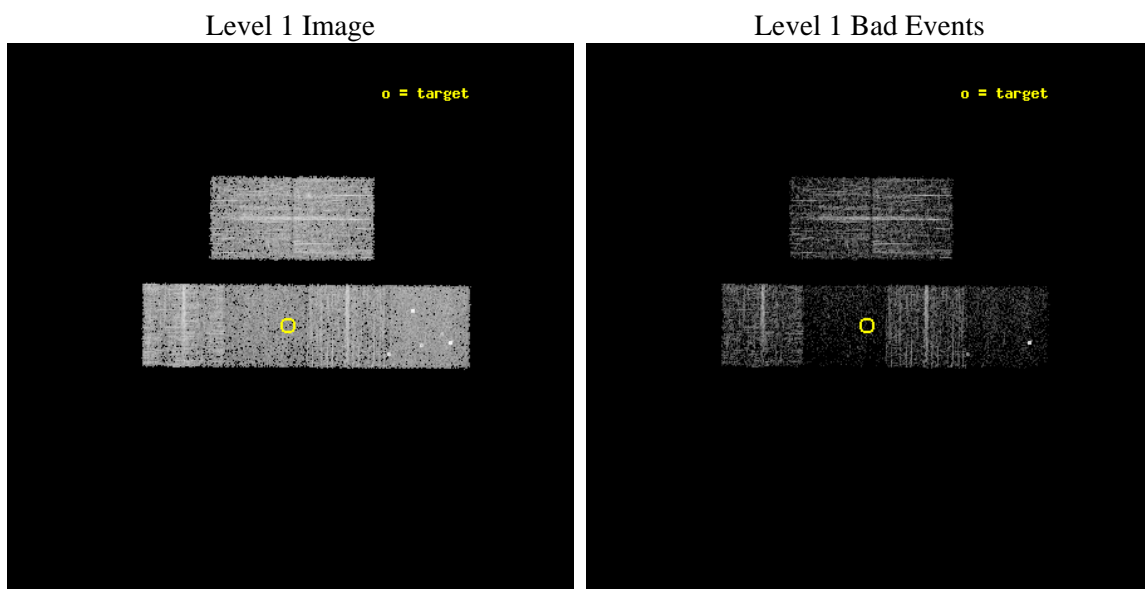 Level 1 Image
Level 1 Bad Events
o = target
o = target